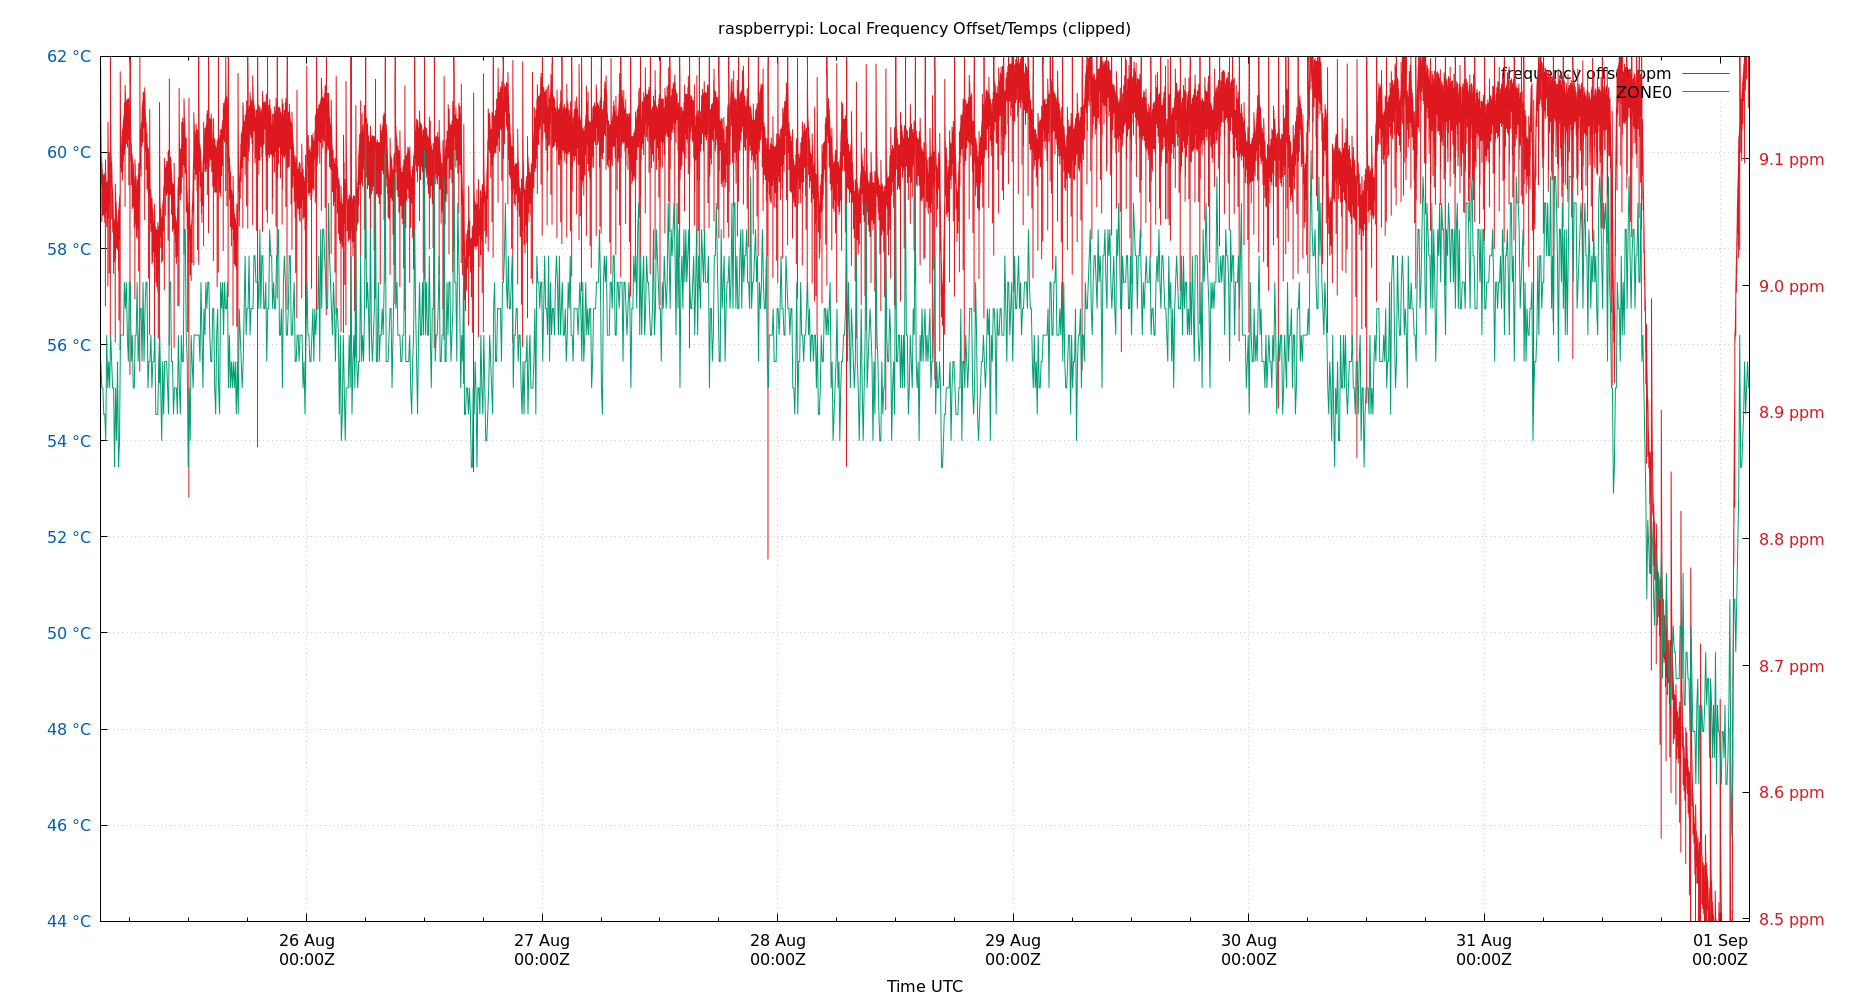 raspberrypi: Local Frequency Offset/Temps (clipped)
62 °C
60 °C
58 °C
56 °C
54 °C
52 °C
50 °C
48 °C
46 °C
44 °C
frequency offset ppm
ZONE0
9.1 ppm
9.0 ppm
8.9 ppm
8.8 ppm
8.7 ppm
8.6 ppm
8.5 ppm
26 Aug
00:00Z
27 Aug
00:00Z
28 Aug
00:00Z
29 Aug
00:00Z
30 Aug
00:00Z
31 Aug
00:00Z
01 Sep
00:00Z
Time UTC